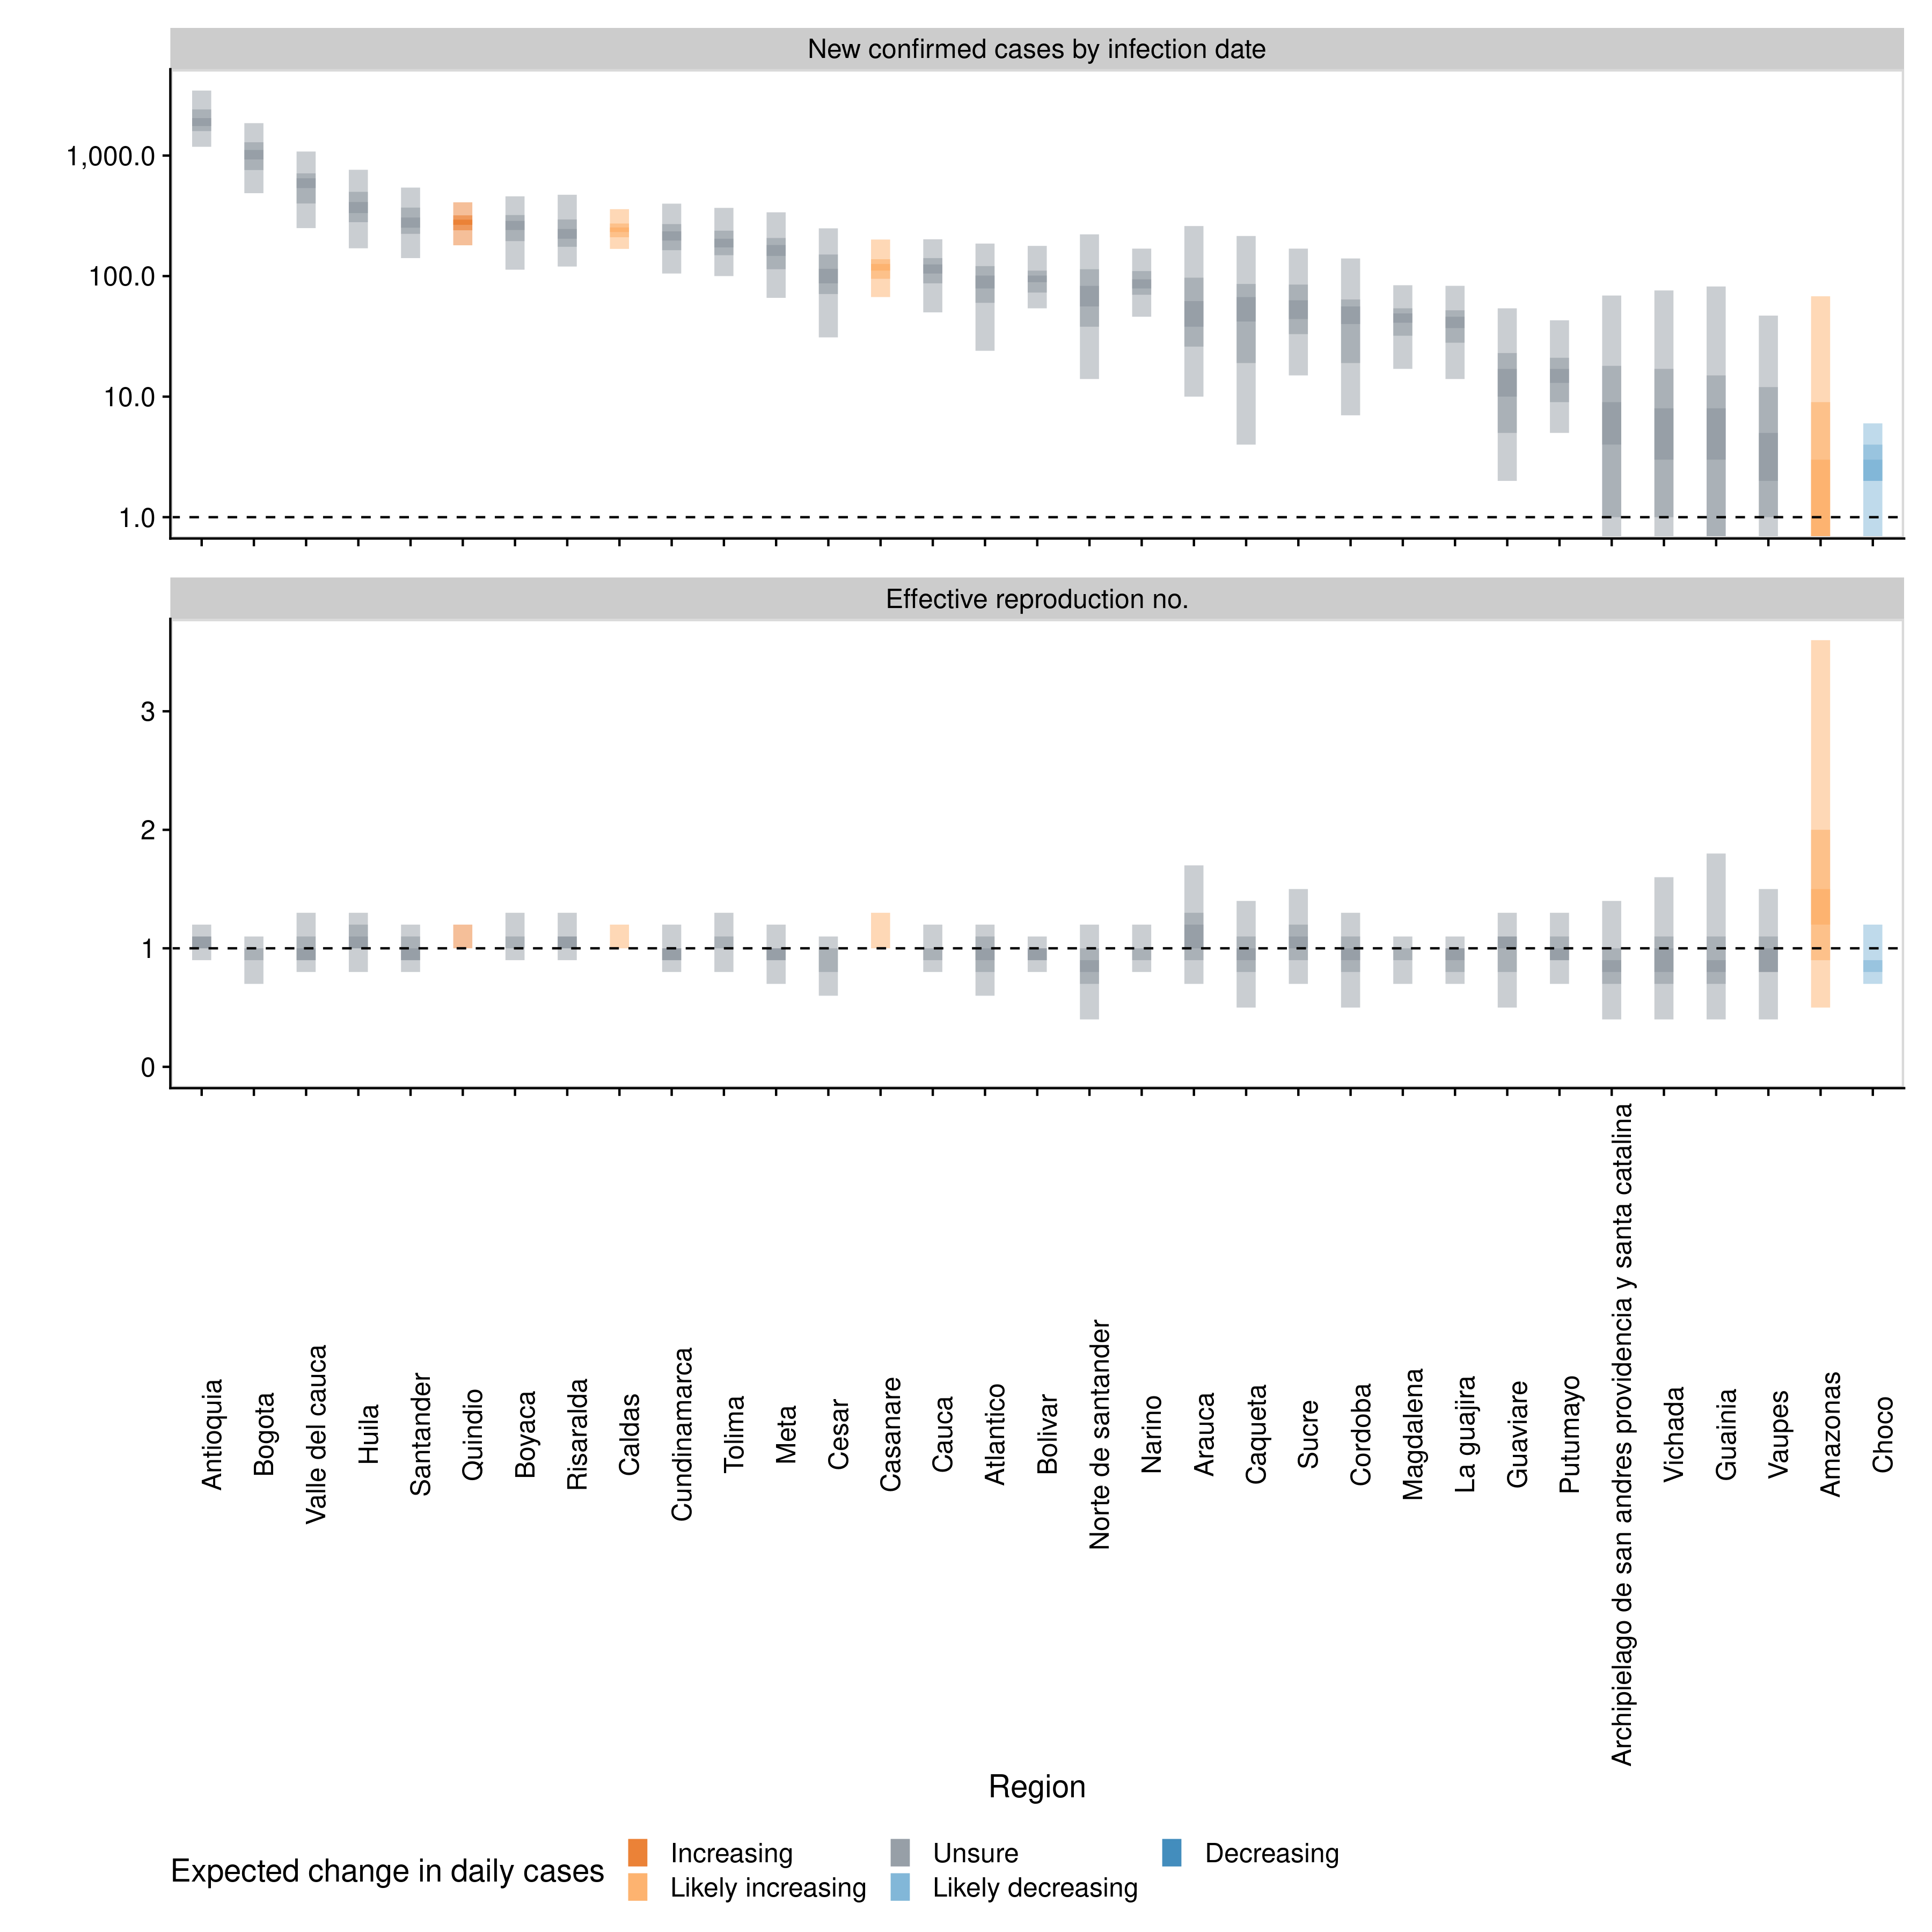 New confirmed cases by infection date
1,000.0
100.0
10.0
1.0
Effective reproduction no.
3
2
1
0
Antioquia
Bogota
Valle del cauca
Huila
Santander
Quindio
Boyaca
Risaralda
Caldas
Cundinamarca
Tolima
Meta
Cesar
Casanare
Cauca
Atlantico
Bolivar
Norte de santander
Narino
Arauca
Caqueta
Sucre
Cordoba
Magdalena
La guajira
Guaviare
Putumayo
Archipielago de san andres providencia y santa catalina
Vichada
Guainia
Vaupes
Amazonas
Choco
Region
Expected change in daily cases
Increasing
Likely increasing
Unsure
Likely decreasing
Decreasing